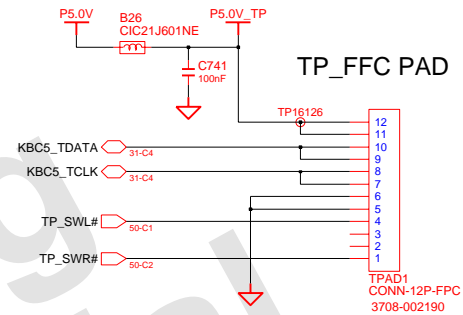 P5.0V
B26
CIC21J601NE
P5.0V_TP
C741
100nF
TP_FFC PAD
TP16126
12
11
KBC5_TDATA
31-C4
10
9
KBC5_TCLK
31-C4
8
7
6
5
TP_SWL#
50-C1
4
3
2
TP_SWR#
50-C2
1
TPAD1
CONN-12P-FPC
3708-002190